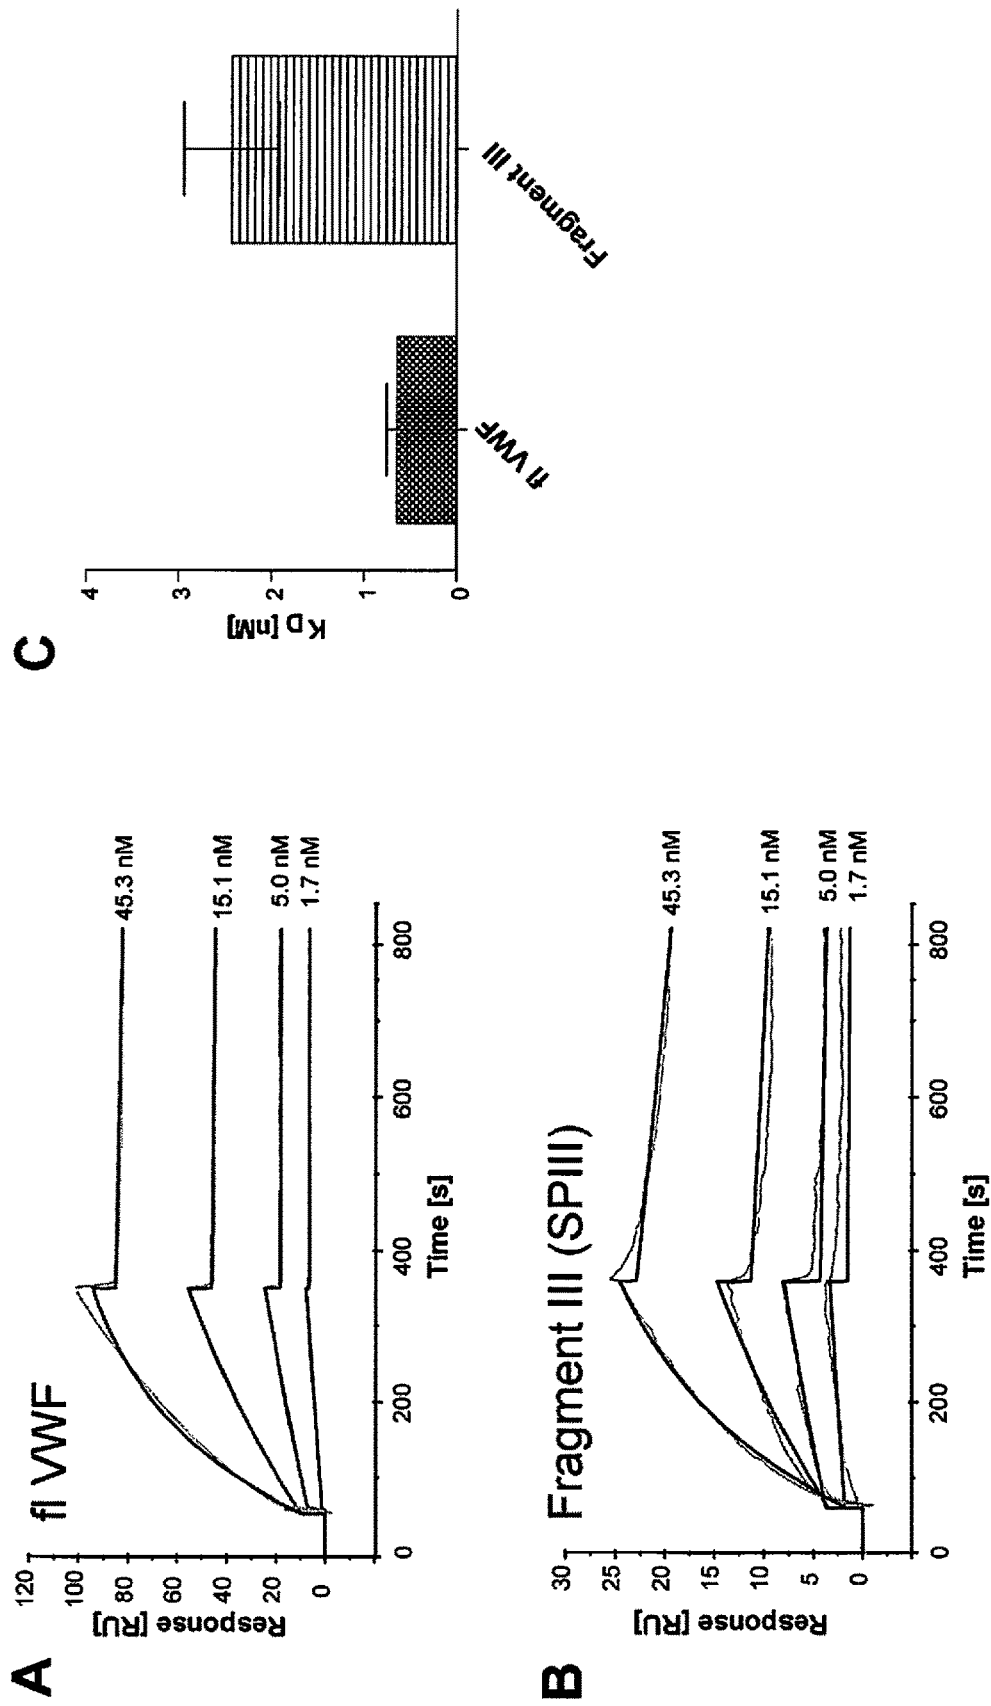 A
fl VWF
Response [RU]
120
100
80
60
40
20
0
0
200
400
600
800
Time [s]
45.3 nM
15.1 nM
5.0 nM
1.7 nM
B
Fragment III (SPIII)
Response [RU]
30
25
20
15
10
5
0
0
200
400
600
800
Time [s]
45.3 nM
15.1 nM
5.0 nM
1.7 nM
C
K D [nM]
4
3
2
1
0
fl VWF
Fragment III